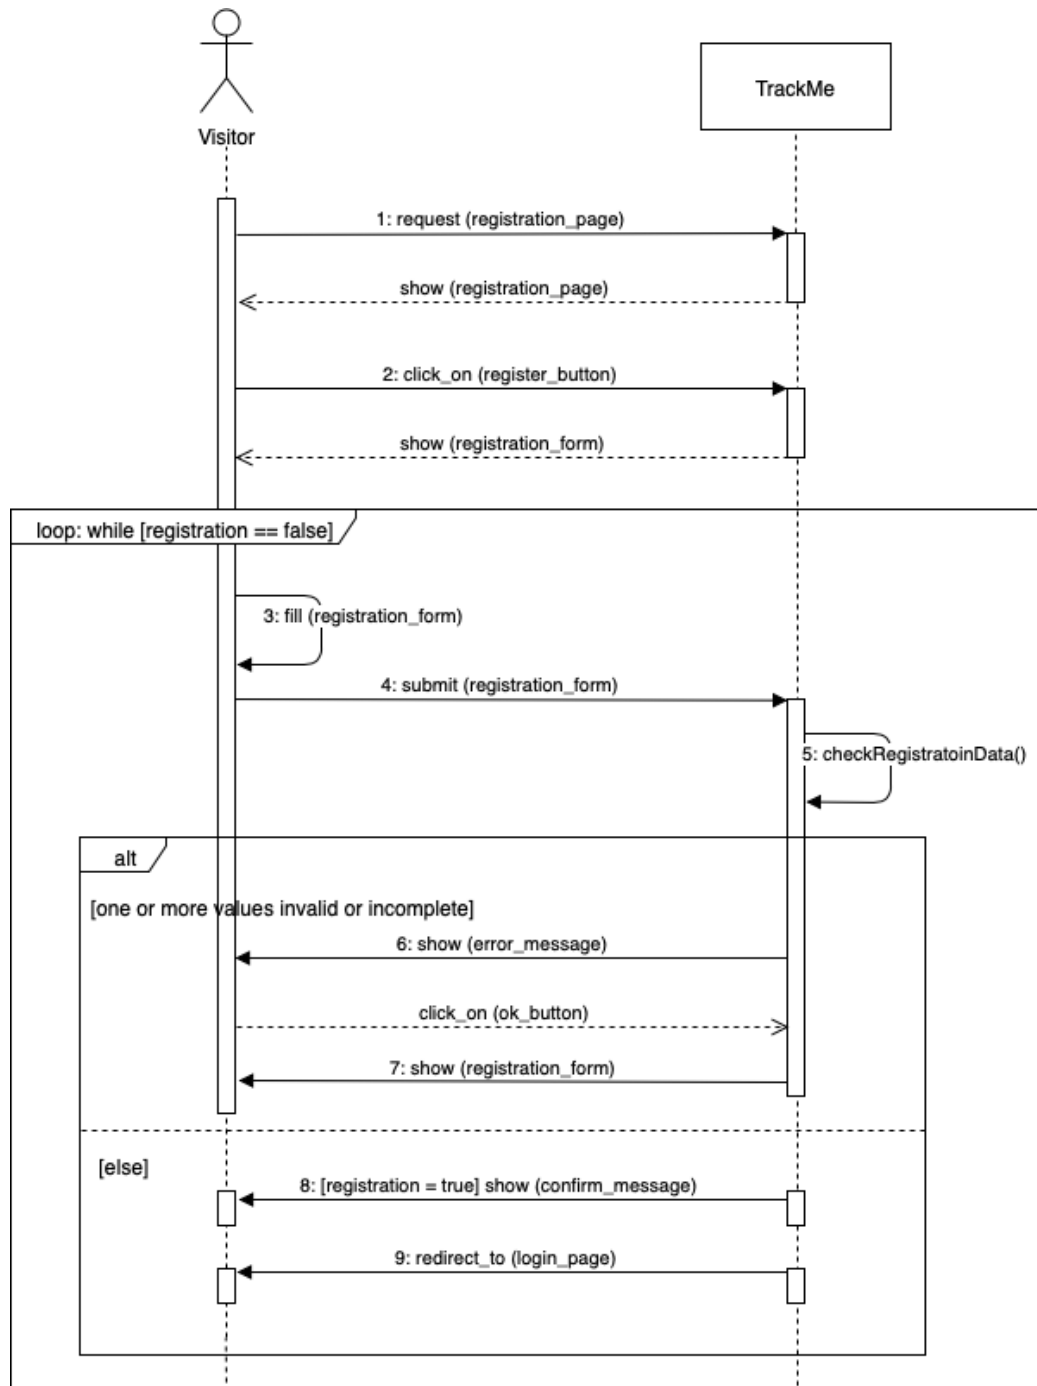 Visitor
TrackMe
1: request (registration_page)
show (registration_page)
2: click_on (register_button)
show (registration_form)
loop: while [registration == false]
3: fill (registration_form)
4: submit (registration_form)
5: checkRegistratoinData()
alt
[one or more values invalid or incomplete]
6: show (error_message)
click_on (ok_button)
7: show (registration_form)
[else]
8: [registration = true] show (confirm_message)
9: redirect_to (login_page)